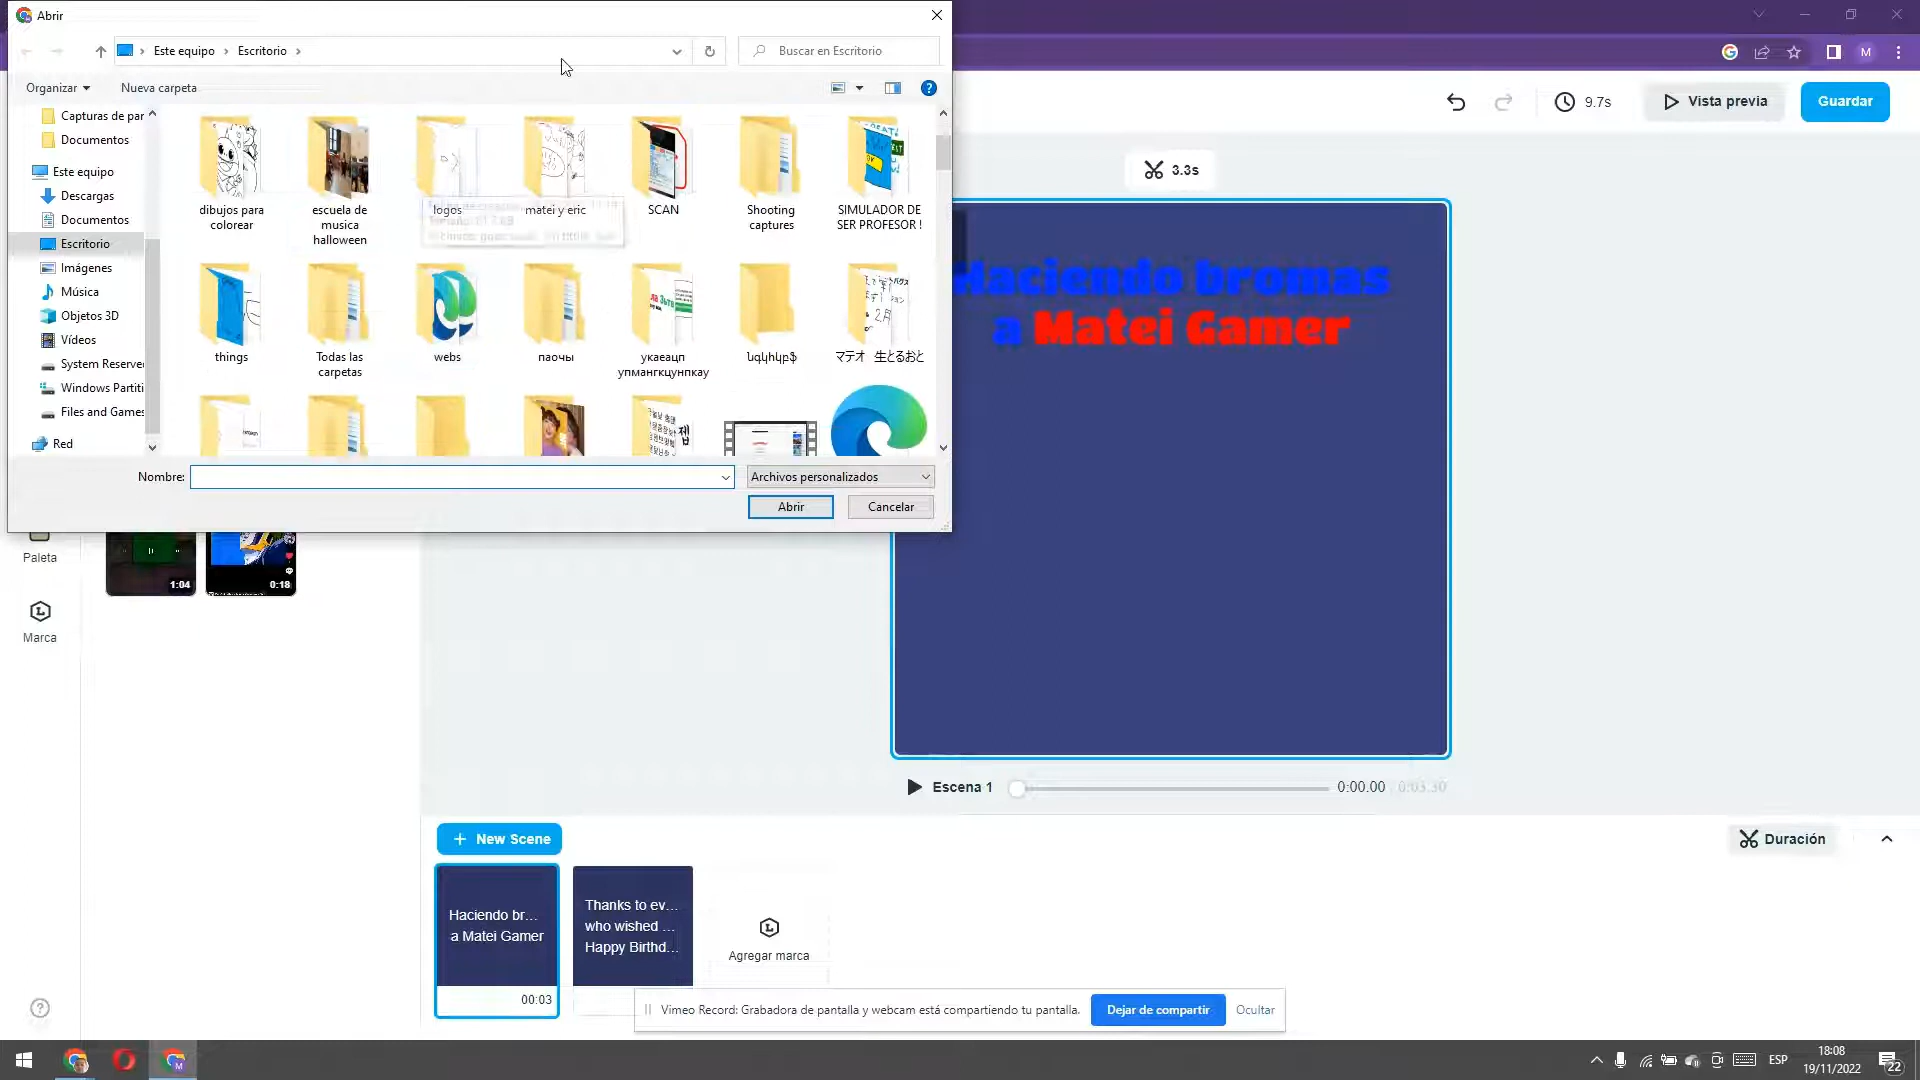 Abrir
Este equipo › Escritorio ›
Buscar en Escritorio
Organizar
Nueva carpeta
Capturas de par
Documentos
Este equipo
Descargas
Documentos
Escritorio
Imágenes
Música
Objetos 3D
Vídeos
System Reserve
Windows Partiti
Files and Games
Red
dibujos para
colorear
escuela de
musica
halloween
logos
matei y eric
SCAN
Shooting
captures
SIMULADOR DE
SER PROFESOR !
things
Todas las
carpetas
webs
паочы
укаеацп
упмангкцунпкау
マテオ 生とるおと
Nombre:
Archivos personalizados
Abrir
Cancelar
9.7s
Vista previa
Guardar
3.3s
Haciendo bromas
a Matei Gamer
Paleta
1:04
0:18
Marca
Escena 1
0:00.00
0:03.30
New Scene
Duración
Haciendo br...
a Matei Gamer
00:03
Thanks to ev...
who wished ...
Happy Birthd...
Agregar marca
Vimeo Record: Grabadora de pantalla y webcam está compartiendo tu pantalla.
Dejar de compartir
Ocultar
ESP
18:08
19/11/2022
22